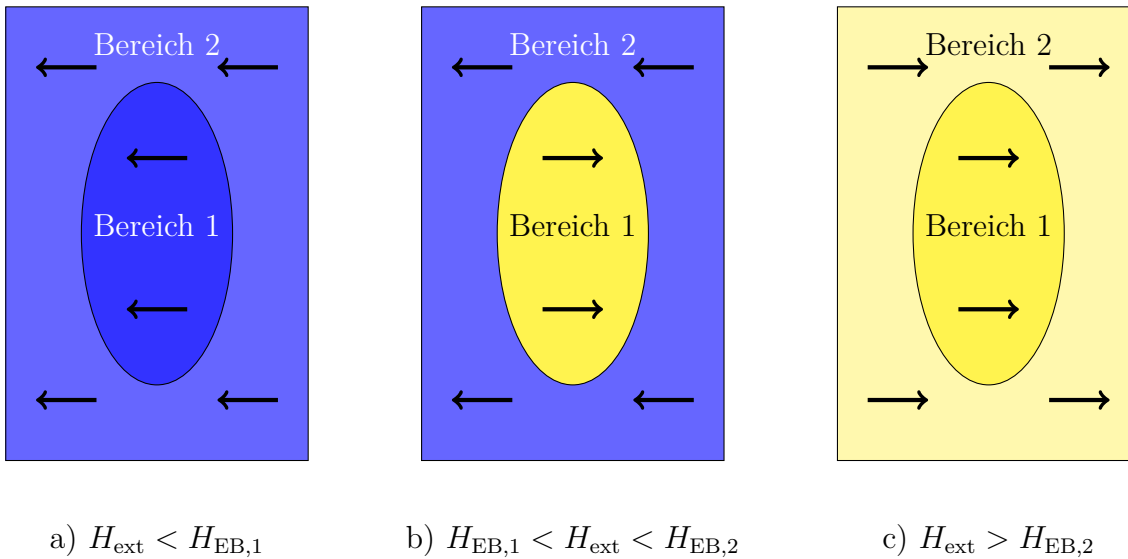 Bereich 2
Bereich 1
a) H_ext < H_EB,1
Bereich 2
Bereich 1
b) H_EB,1 < H_ext < H_EB,2
Bereich 2
Bereich 1
c) H_ext > H_EB,2